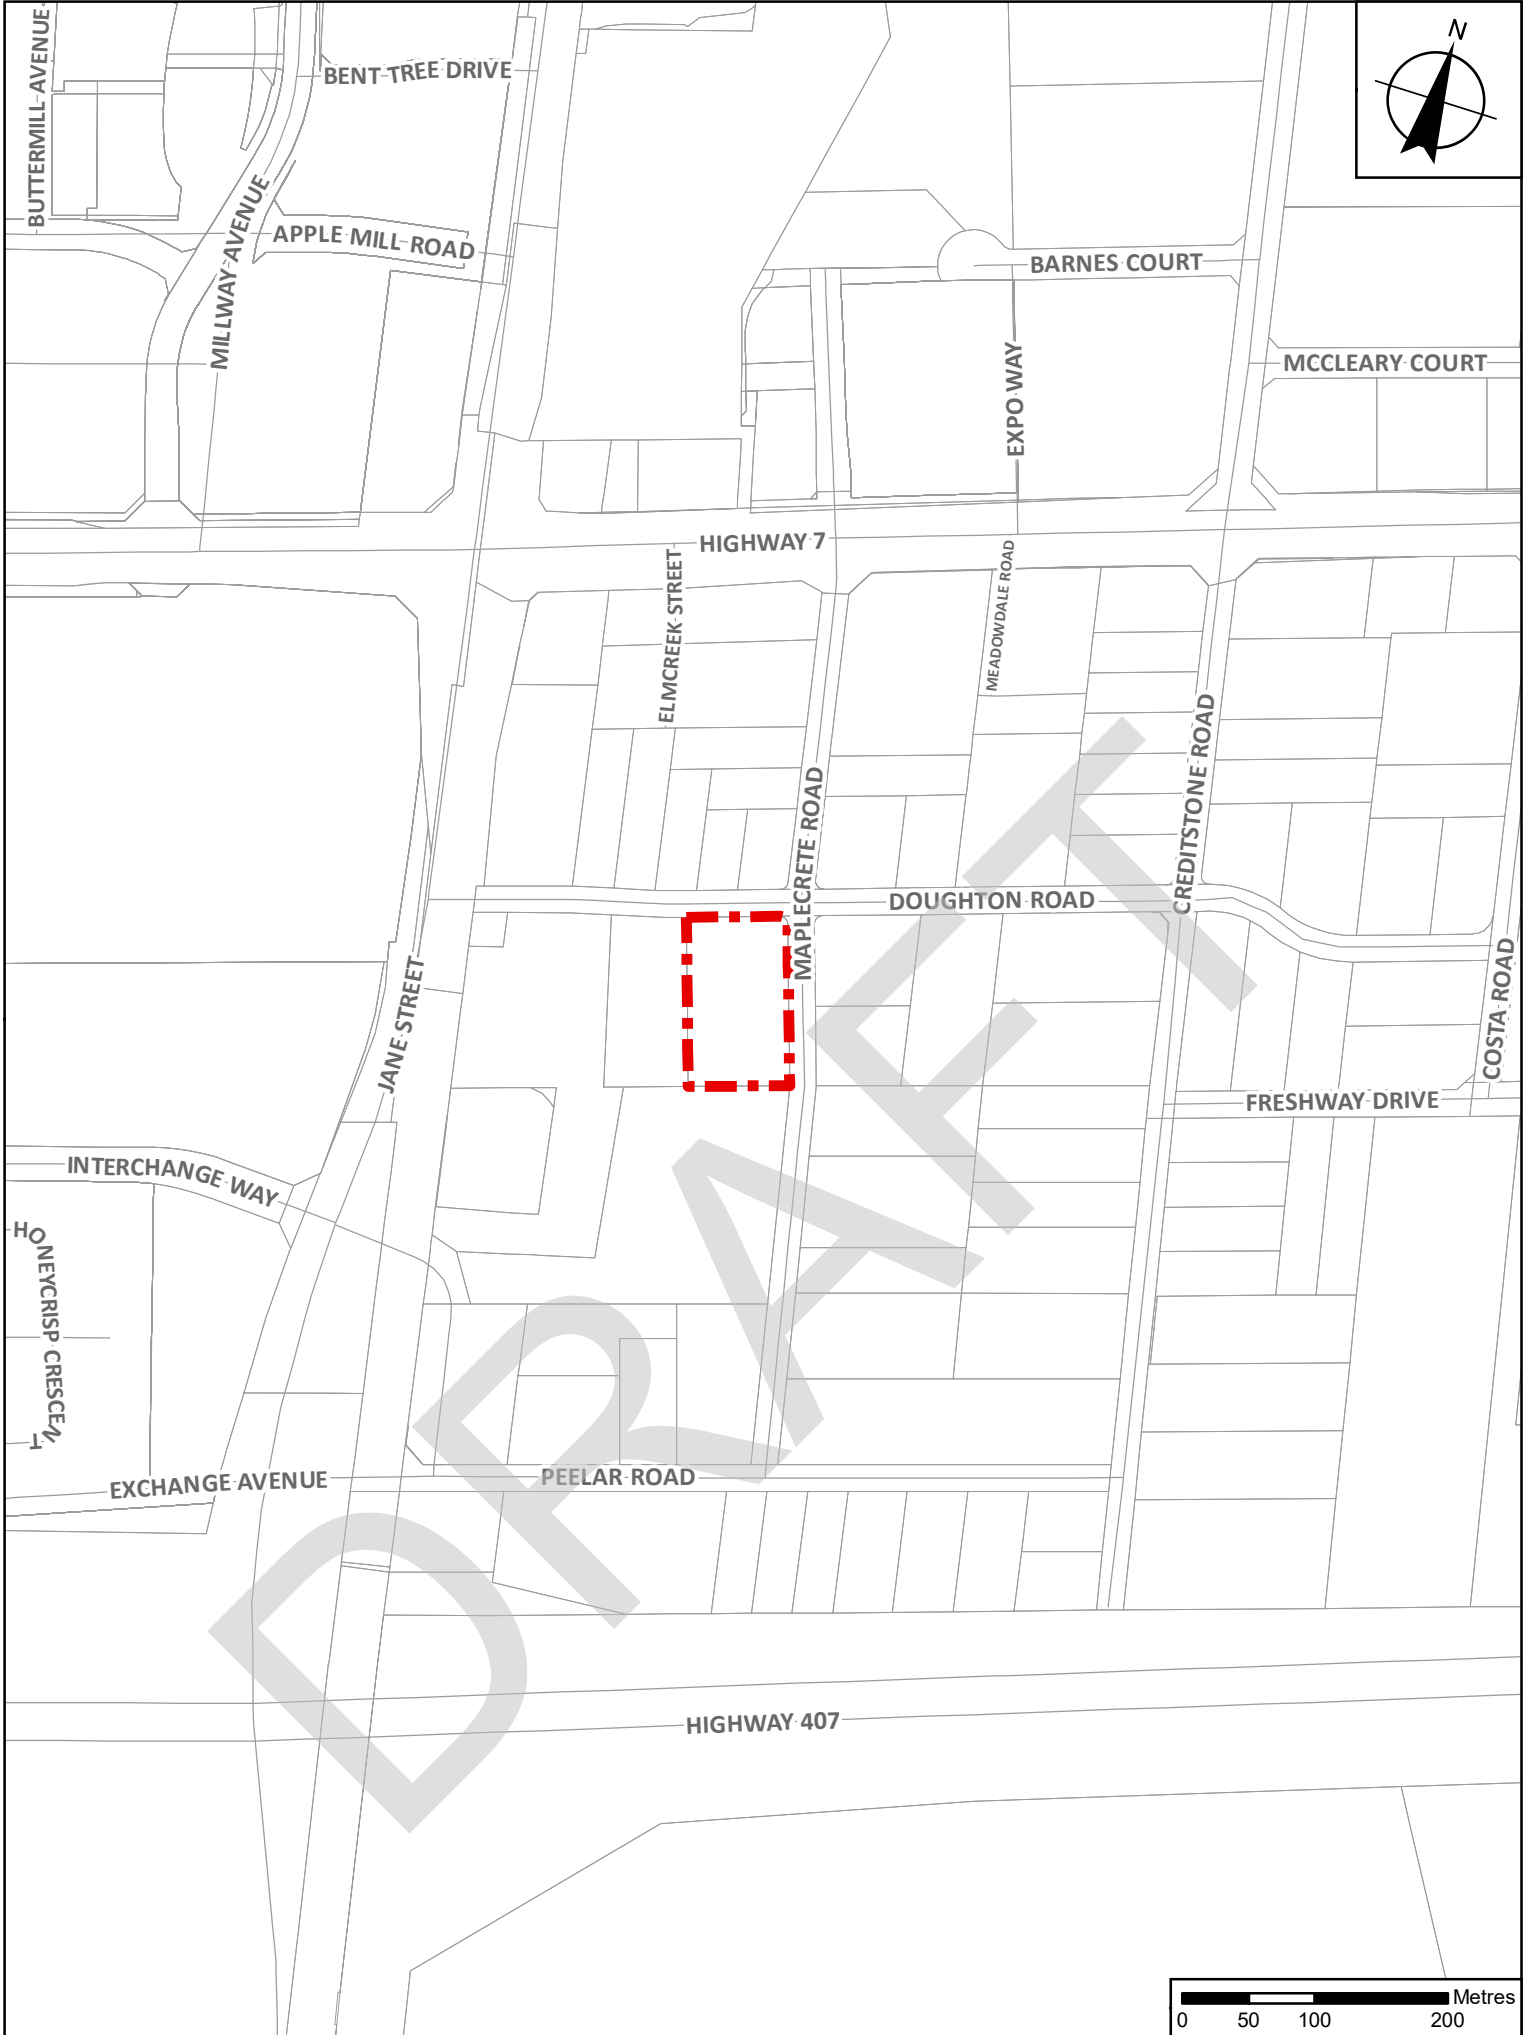 N
BUTTERMILL AVENUE
BENT TREE DRIVE
MILLWAY AVENUE
APPLE MILL ROAD
BARNES COURT
EXPO WAY
MCCLEARY COURT
HIGHWAY 7
ELMCREEK STREET
MEADOWDALE ROAD
MAPLECRETE ROAD
CREDITSTONE ROAD
DOUGHTON ROAD
JANE STREET
COSTA ROAD
FRESHWAY DRIVE
INTERCHANGE WAY
HONEYCRISP CRESCENT
EXCHANGE AVENUE
PEELAR ROAD
DRAFT
HIGHWAY 407
Metres
0 50 100 200